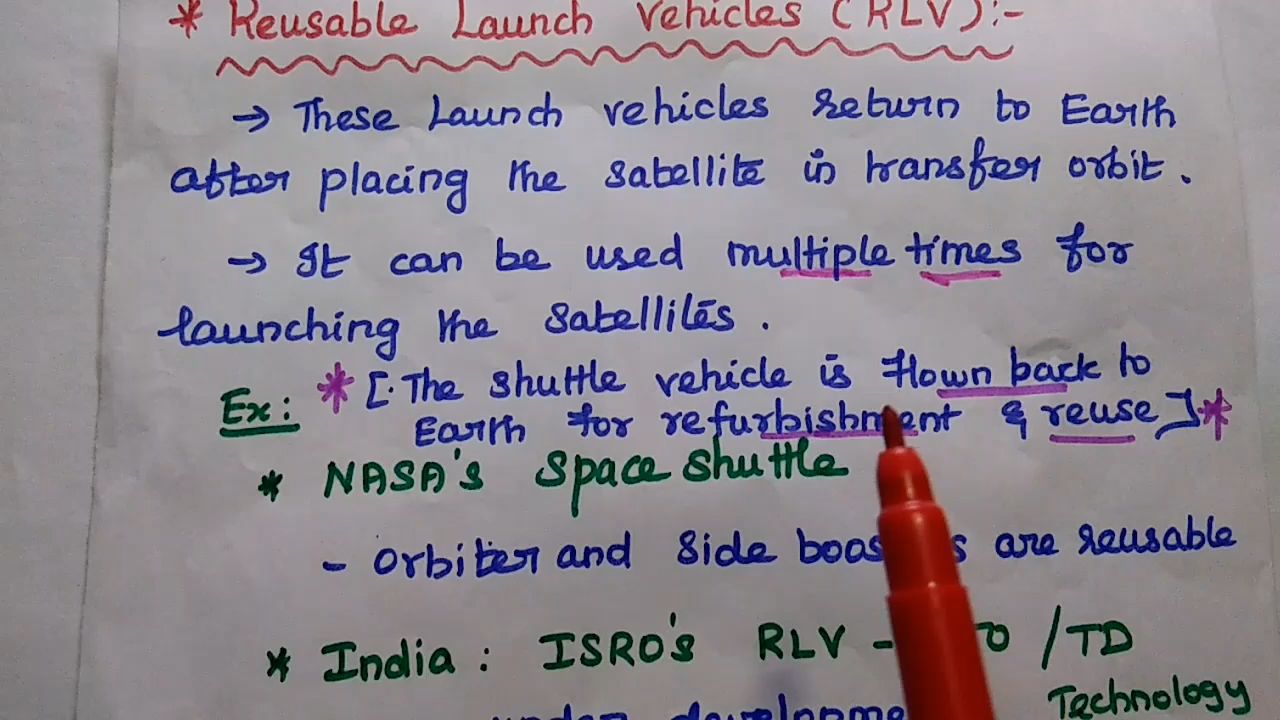 * Reusable Launch Vehicles (RLV):-
→ These Launch vehicles return to Earth
after placing the satellite in transfer orbit.
→ It can be used multiple times for
launching the satellites.
*[. The shuttle vehicle is flown back to
Ex: Earth for refurbishment & reuse]*
* NASA's Space shuttle
- orbiter and side are reusable
* India: ISRO's RLV - /TD
Technology
under